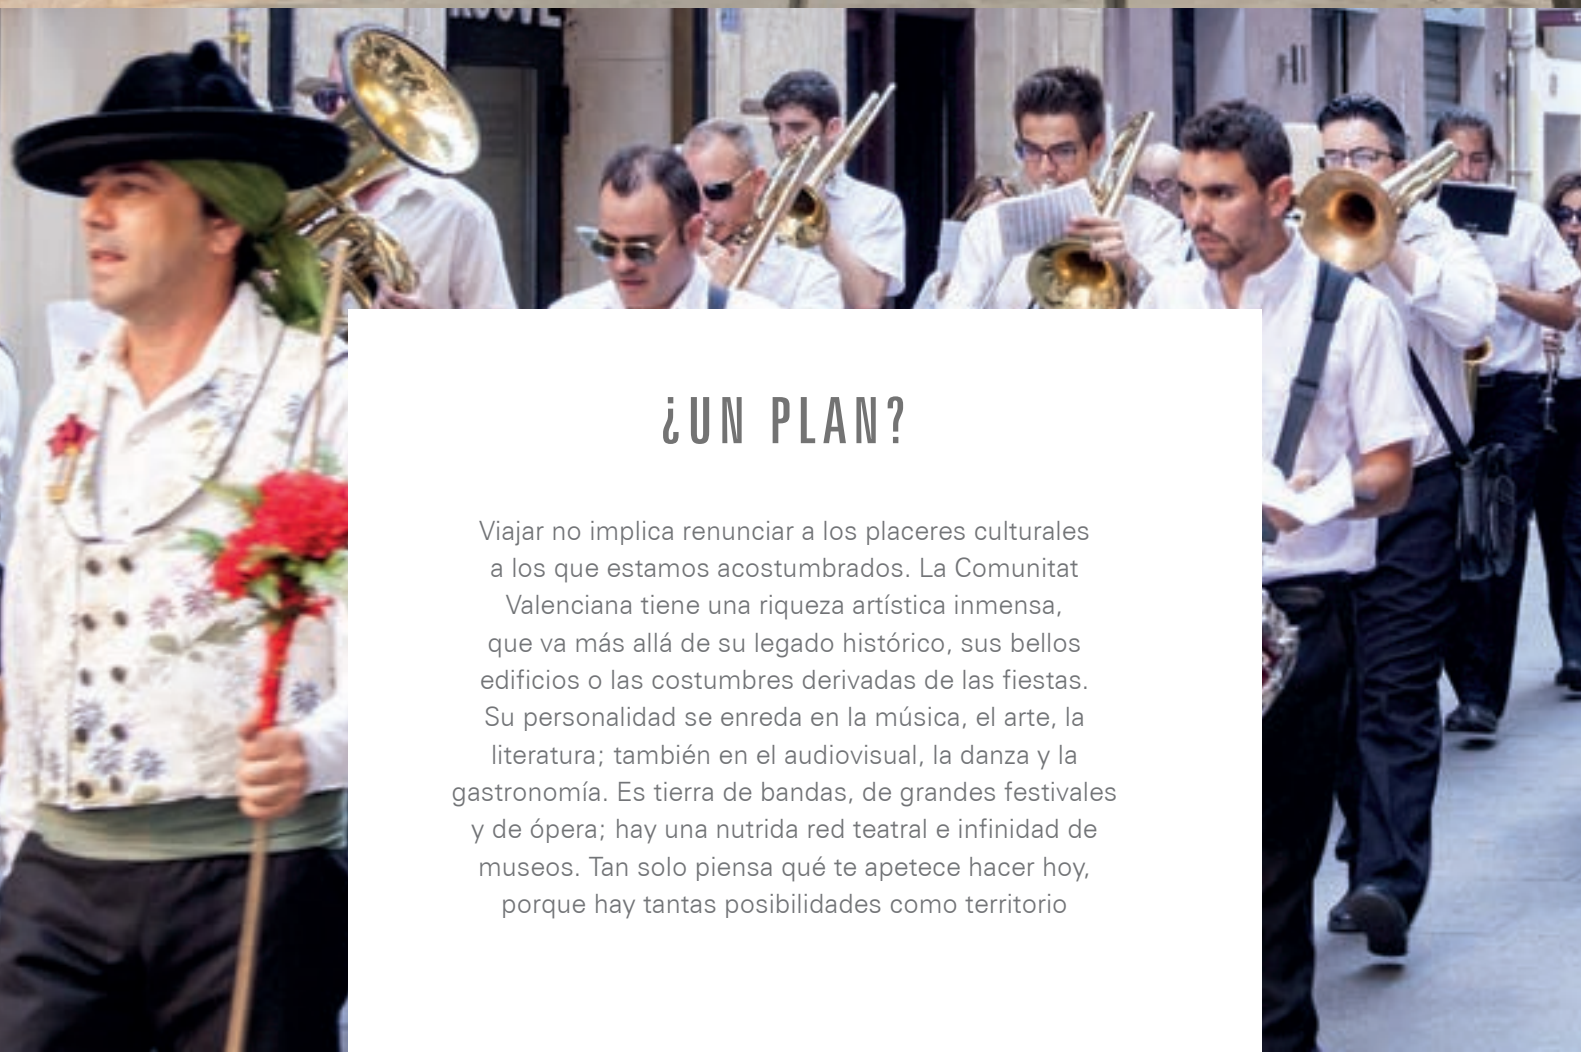 ¿UN PLAN?
Viajar no implica renunciar a los placeres culturales
a los que estamos acostumbrados. La Comunitat
Valenciana tiene una riqueza artística inmensa,
que va más allá de su legado histórico, sus bellos
edificios o las costumbres derivadas de las fiestas.
Su personalidad se enreda en la música, el arte, la
literatura; también en el audiovisual, la danza y la
gastronomía. Es tierra de bandas, de grandes festivales
y de ópera; hay una nutrida red teatral e infinidad de
museos. Tan solo piensa qué te apetece hacer hoy,
porque hay tantas posibilidades como territorio